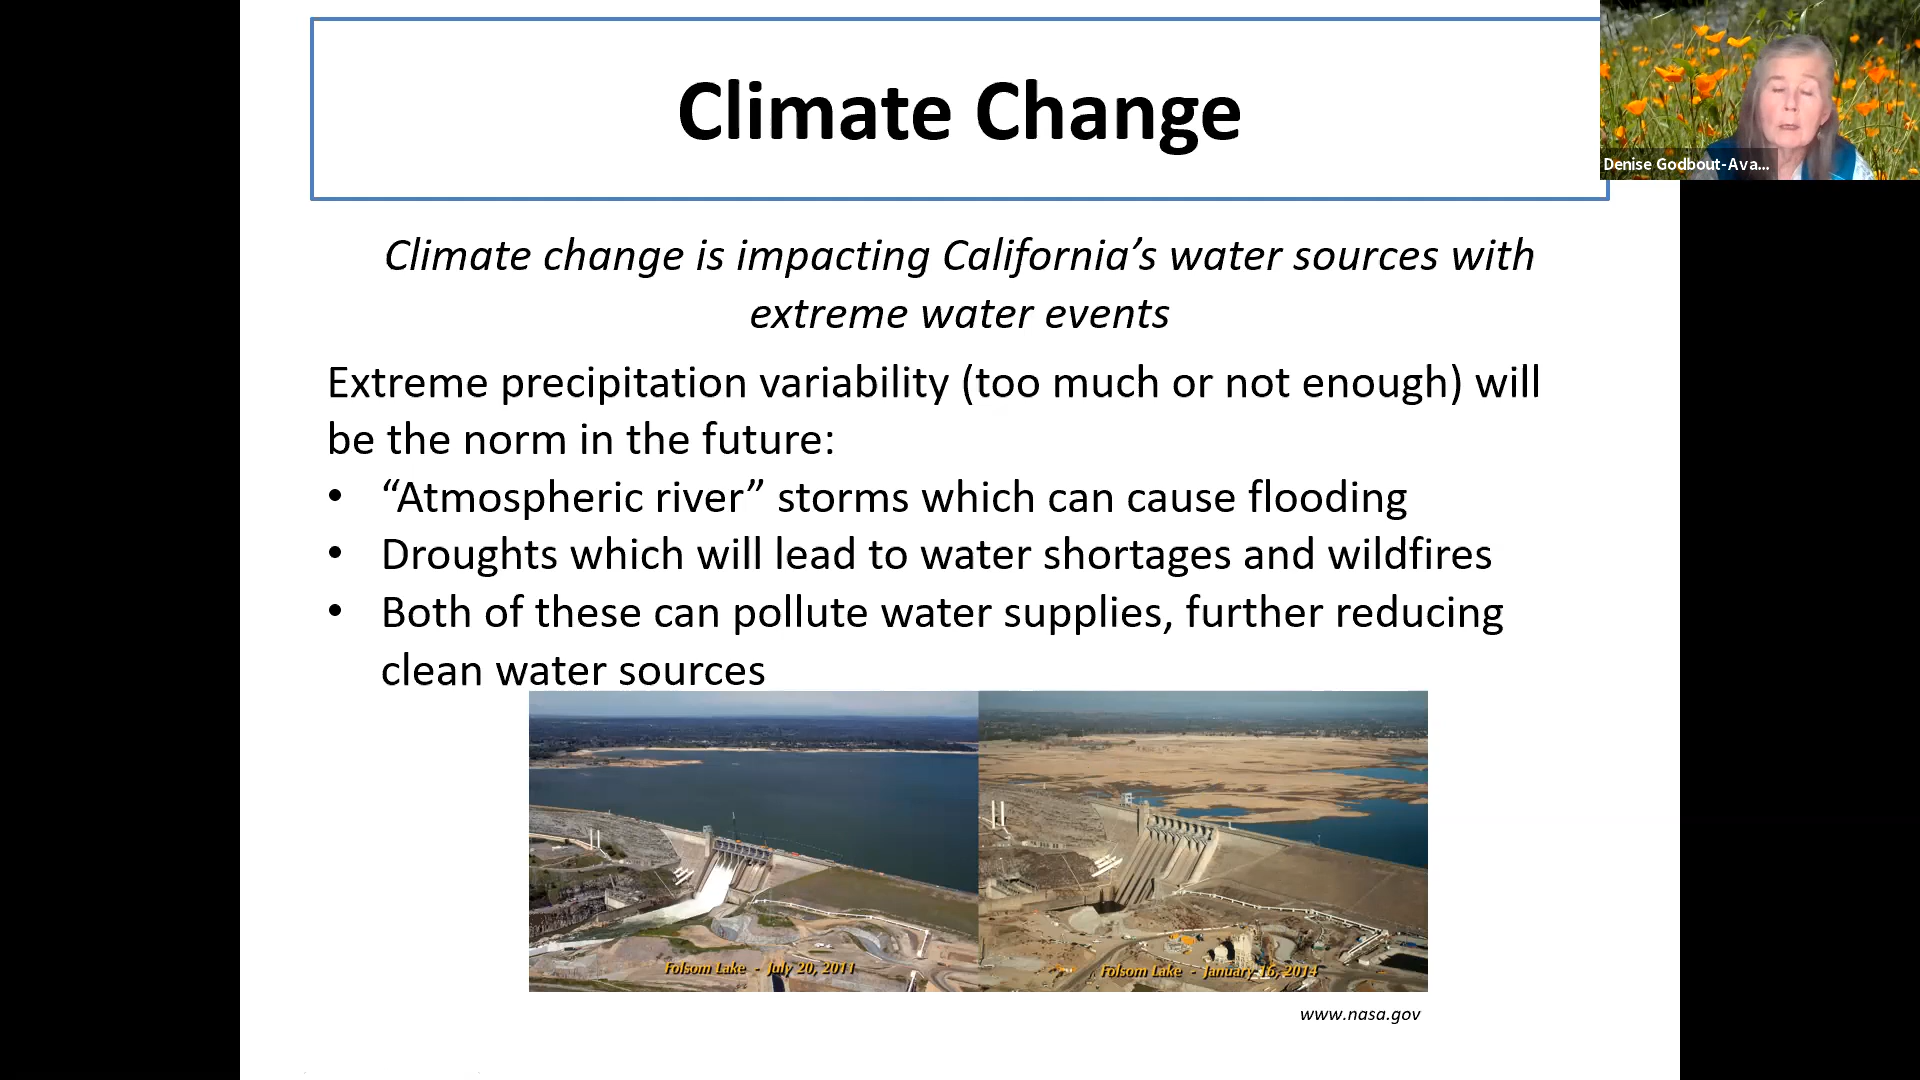 Climate Change
Denise Godbout-Ava...
Climate change is impacting California’s water sources with
extreme water events
Extreme precipitation variability (too much or not enough) will
be the norm in the future:
• “Atmospheric river” storms which can cause flooding
• Droughts which will lead to water shortages and wildfires
• Both of these can pollute water supplies, further reducing
clean water sources
Folsom Lake - July 20, 2011
Folsom Lake - January 16, 2014
www.nasa.gov